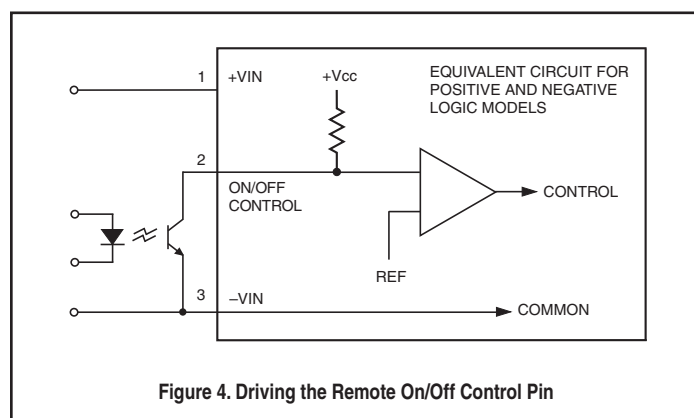 EQUIVALENT CIRCUIT FOR
POSITIVE AND NEGATIVE
LOGIC MODELS
1
+VIN
+Vcc
2
ON/OFF
CONTROL
CONTROL
REF
3
–VIN
COMMON
Figure 4. Driving the Remote On/Off Control Pin